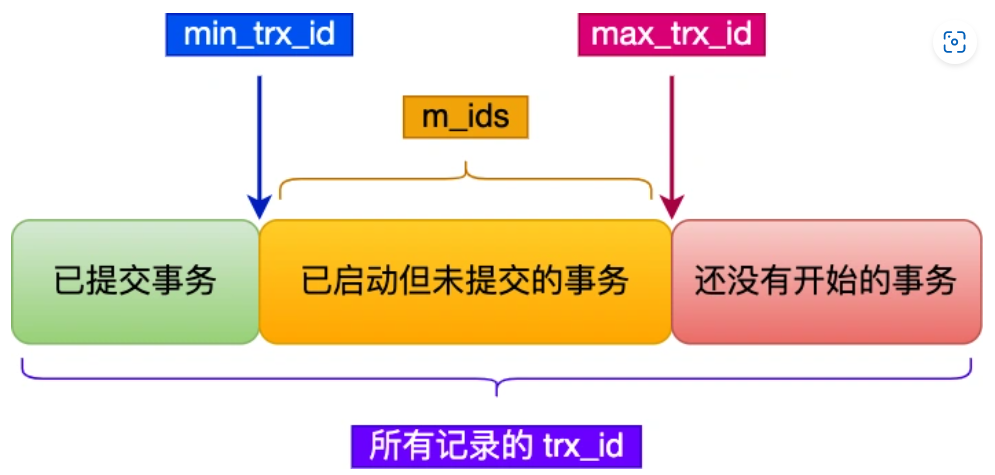 min_trx_id
max_trx_id
m_ids
已提交事务
已启动但未提交的事务
还没有开始的事务
所有记录的 trx_id